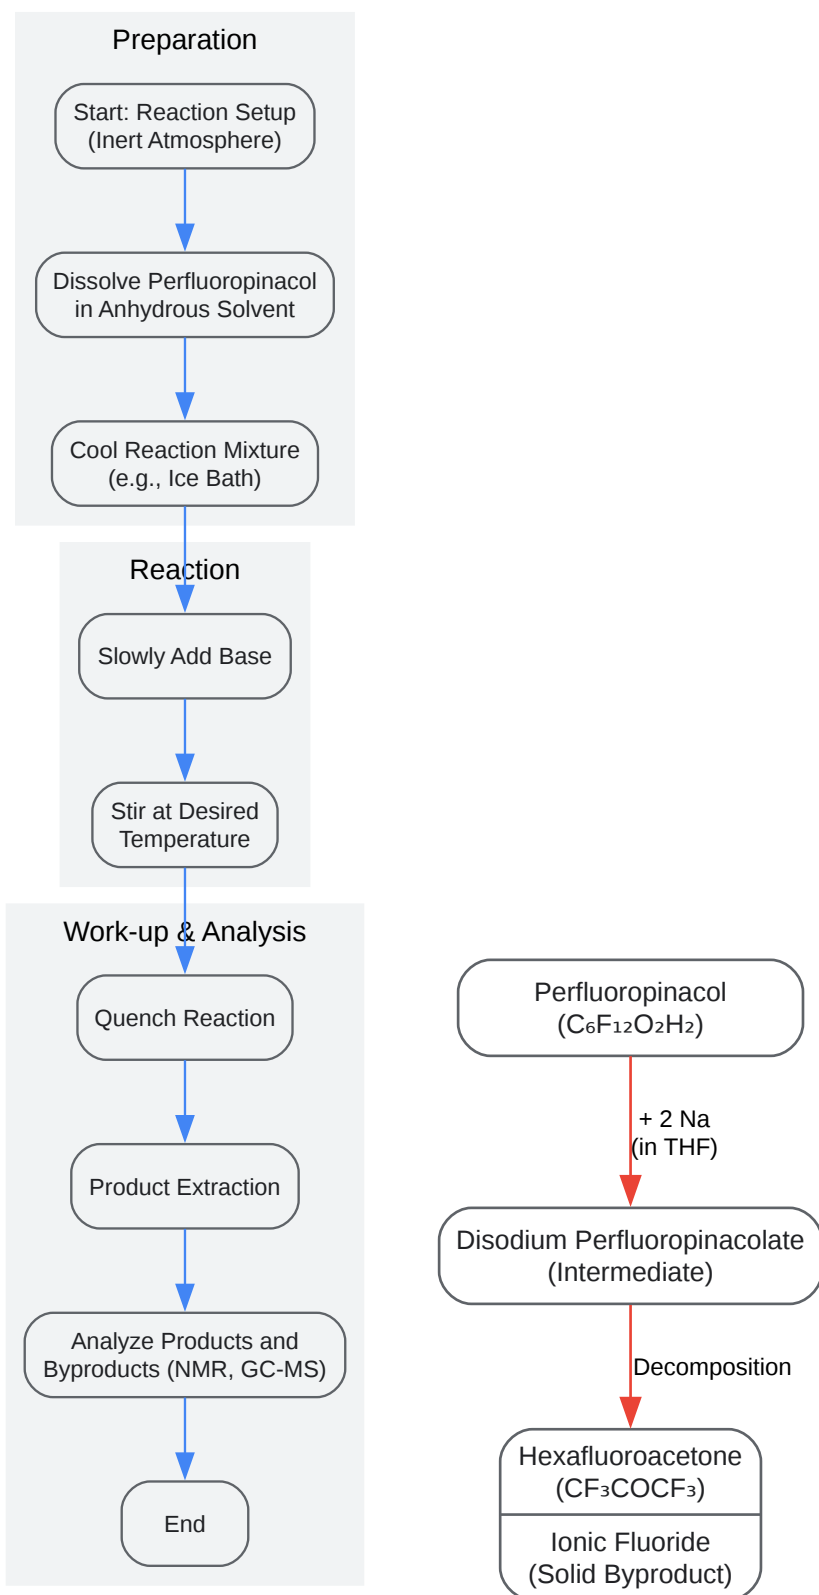 Preparation
Start: Reaction Setup
(Inert Atmosphere)
Dissolve Perfluoropinacol
in Anhydrous Solvent
Cool Reaction Mixture
(e.g., Ice Bath)
Reaction
Slowly Add Base
Stir at Desired
Temperature
Work-up & Analysis
Quench Reaction
Product Extraction
Analyze Products and
Byproducts (NMR, GC-MS)
End
Perfluoropinacol
(C₆F₁₂O₂H₂)
+ 2 Na
(in THF)
Disodium Perfluoropinacolate
(Intermediate)
Decomposition
Hexafluoroacetone
(CF₃COCF₃)
Ionic Fluoride
(Solid Byproduct)